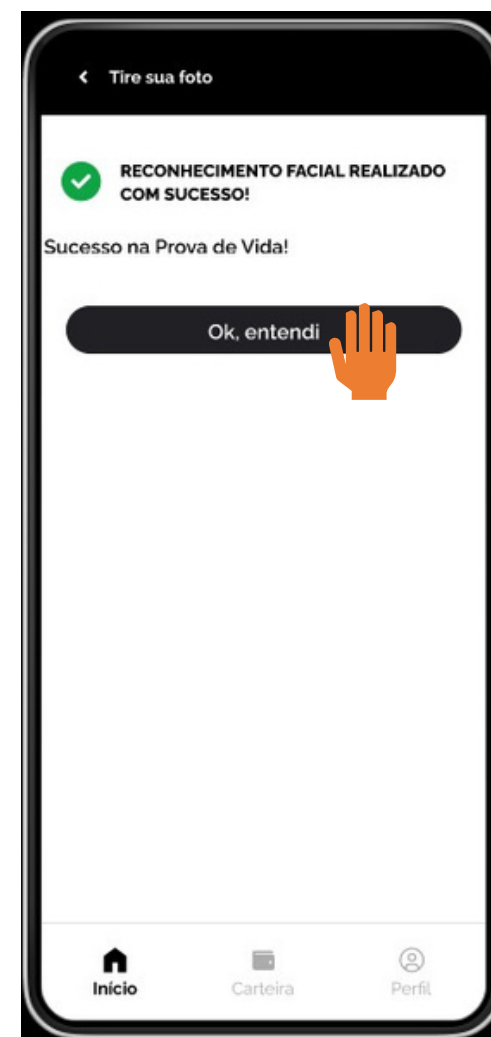 Tire sua foto
RECONHECIMENTO FACIAL REALIZADO
COM SUCESSO!
Sucesso na Prova de Vida!
Ok, entendi
Início
Carteira
Perfil